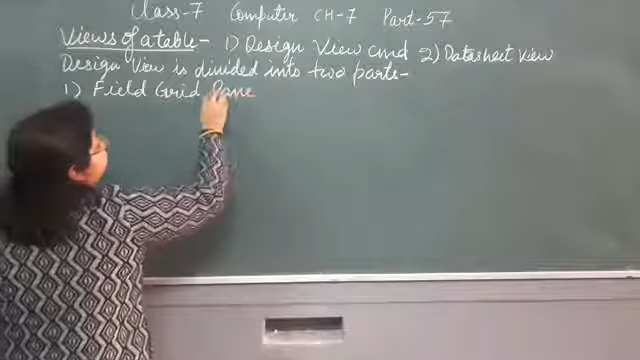 Class-7 Computer CH-7 Part-57
Views of a table- 1) Design View and 2) Datasheet View
Design View is divided into two parts-
1) Field Grid Pane